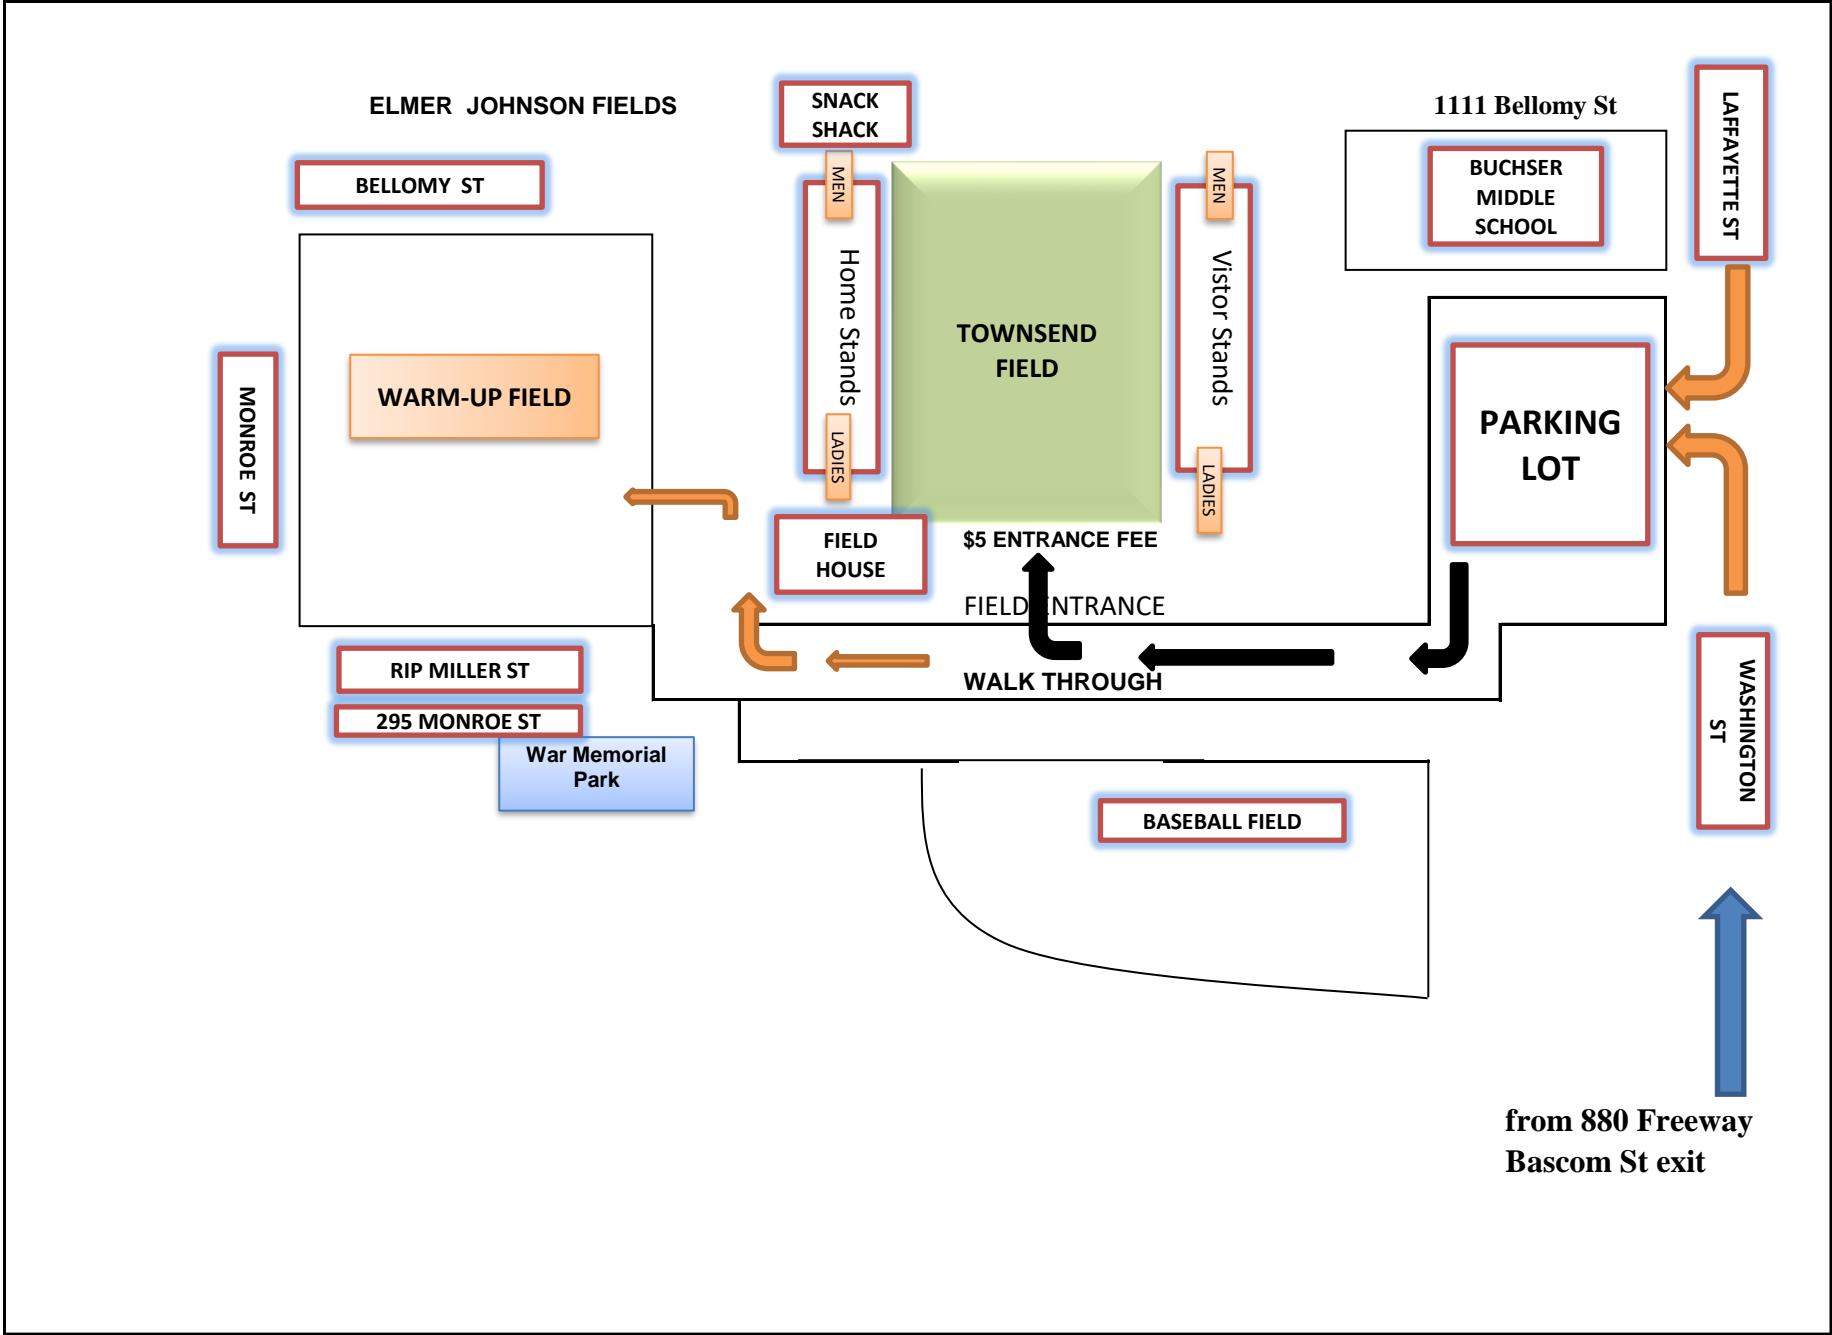 ELMER  JOHNSON FIELDS
SNACK
SHACK
1111 Bellomy St
LAFFAYETTE ST
BELLOMY  ST
MEN
MEN
BUCHSER
MIDDLE
SCHOOL
Home Stands
Vistor Stands
TOWNSEND
FIELD
WARM-UP FIELD
MONROE  ST
PARKING
LOT
LADIES
LADIES
FIELD
HOUSE
$5 ENTRANCE FEE
FIELD ENTRANCE
RIP MILLER ST
WALK THROUGH
295 MONROE ST
War Memorial
Park
WASHINGTON
ST
BASEBALL FIELD
from 880 Freeway
Bascom St exit